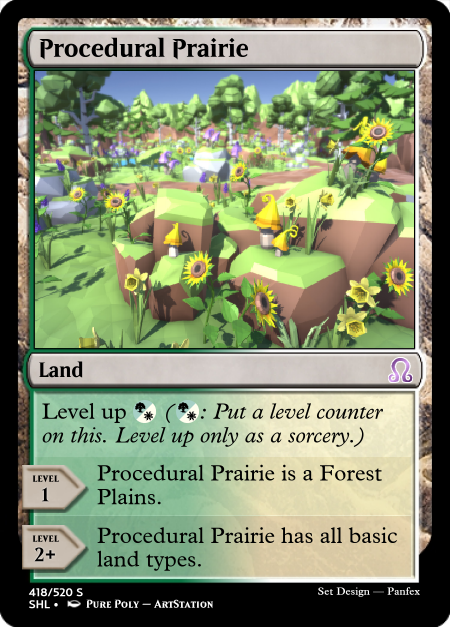 Procedural Prairie
Land
Level up (: Put a level counter
on this. Level up only as a sorcery.)
LEVEL
1
Procedural Prairie is a Forest
Plains.
LEVEL
2+
Procedural Prairie has all basic
land types.
418/520 S
SHL • Pure Poly — ArtStation
Set Design — Panfex